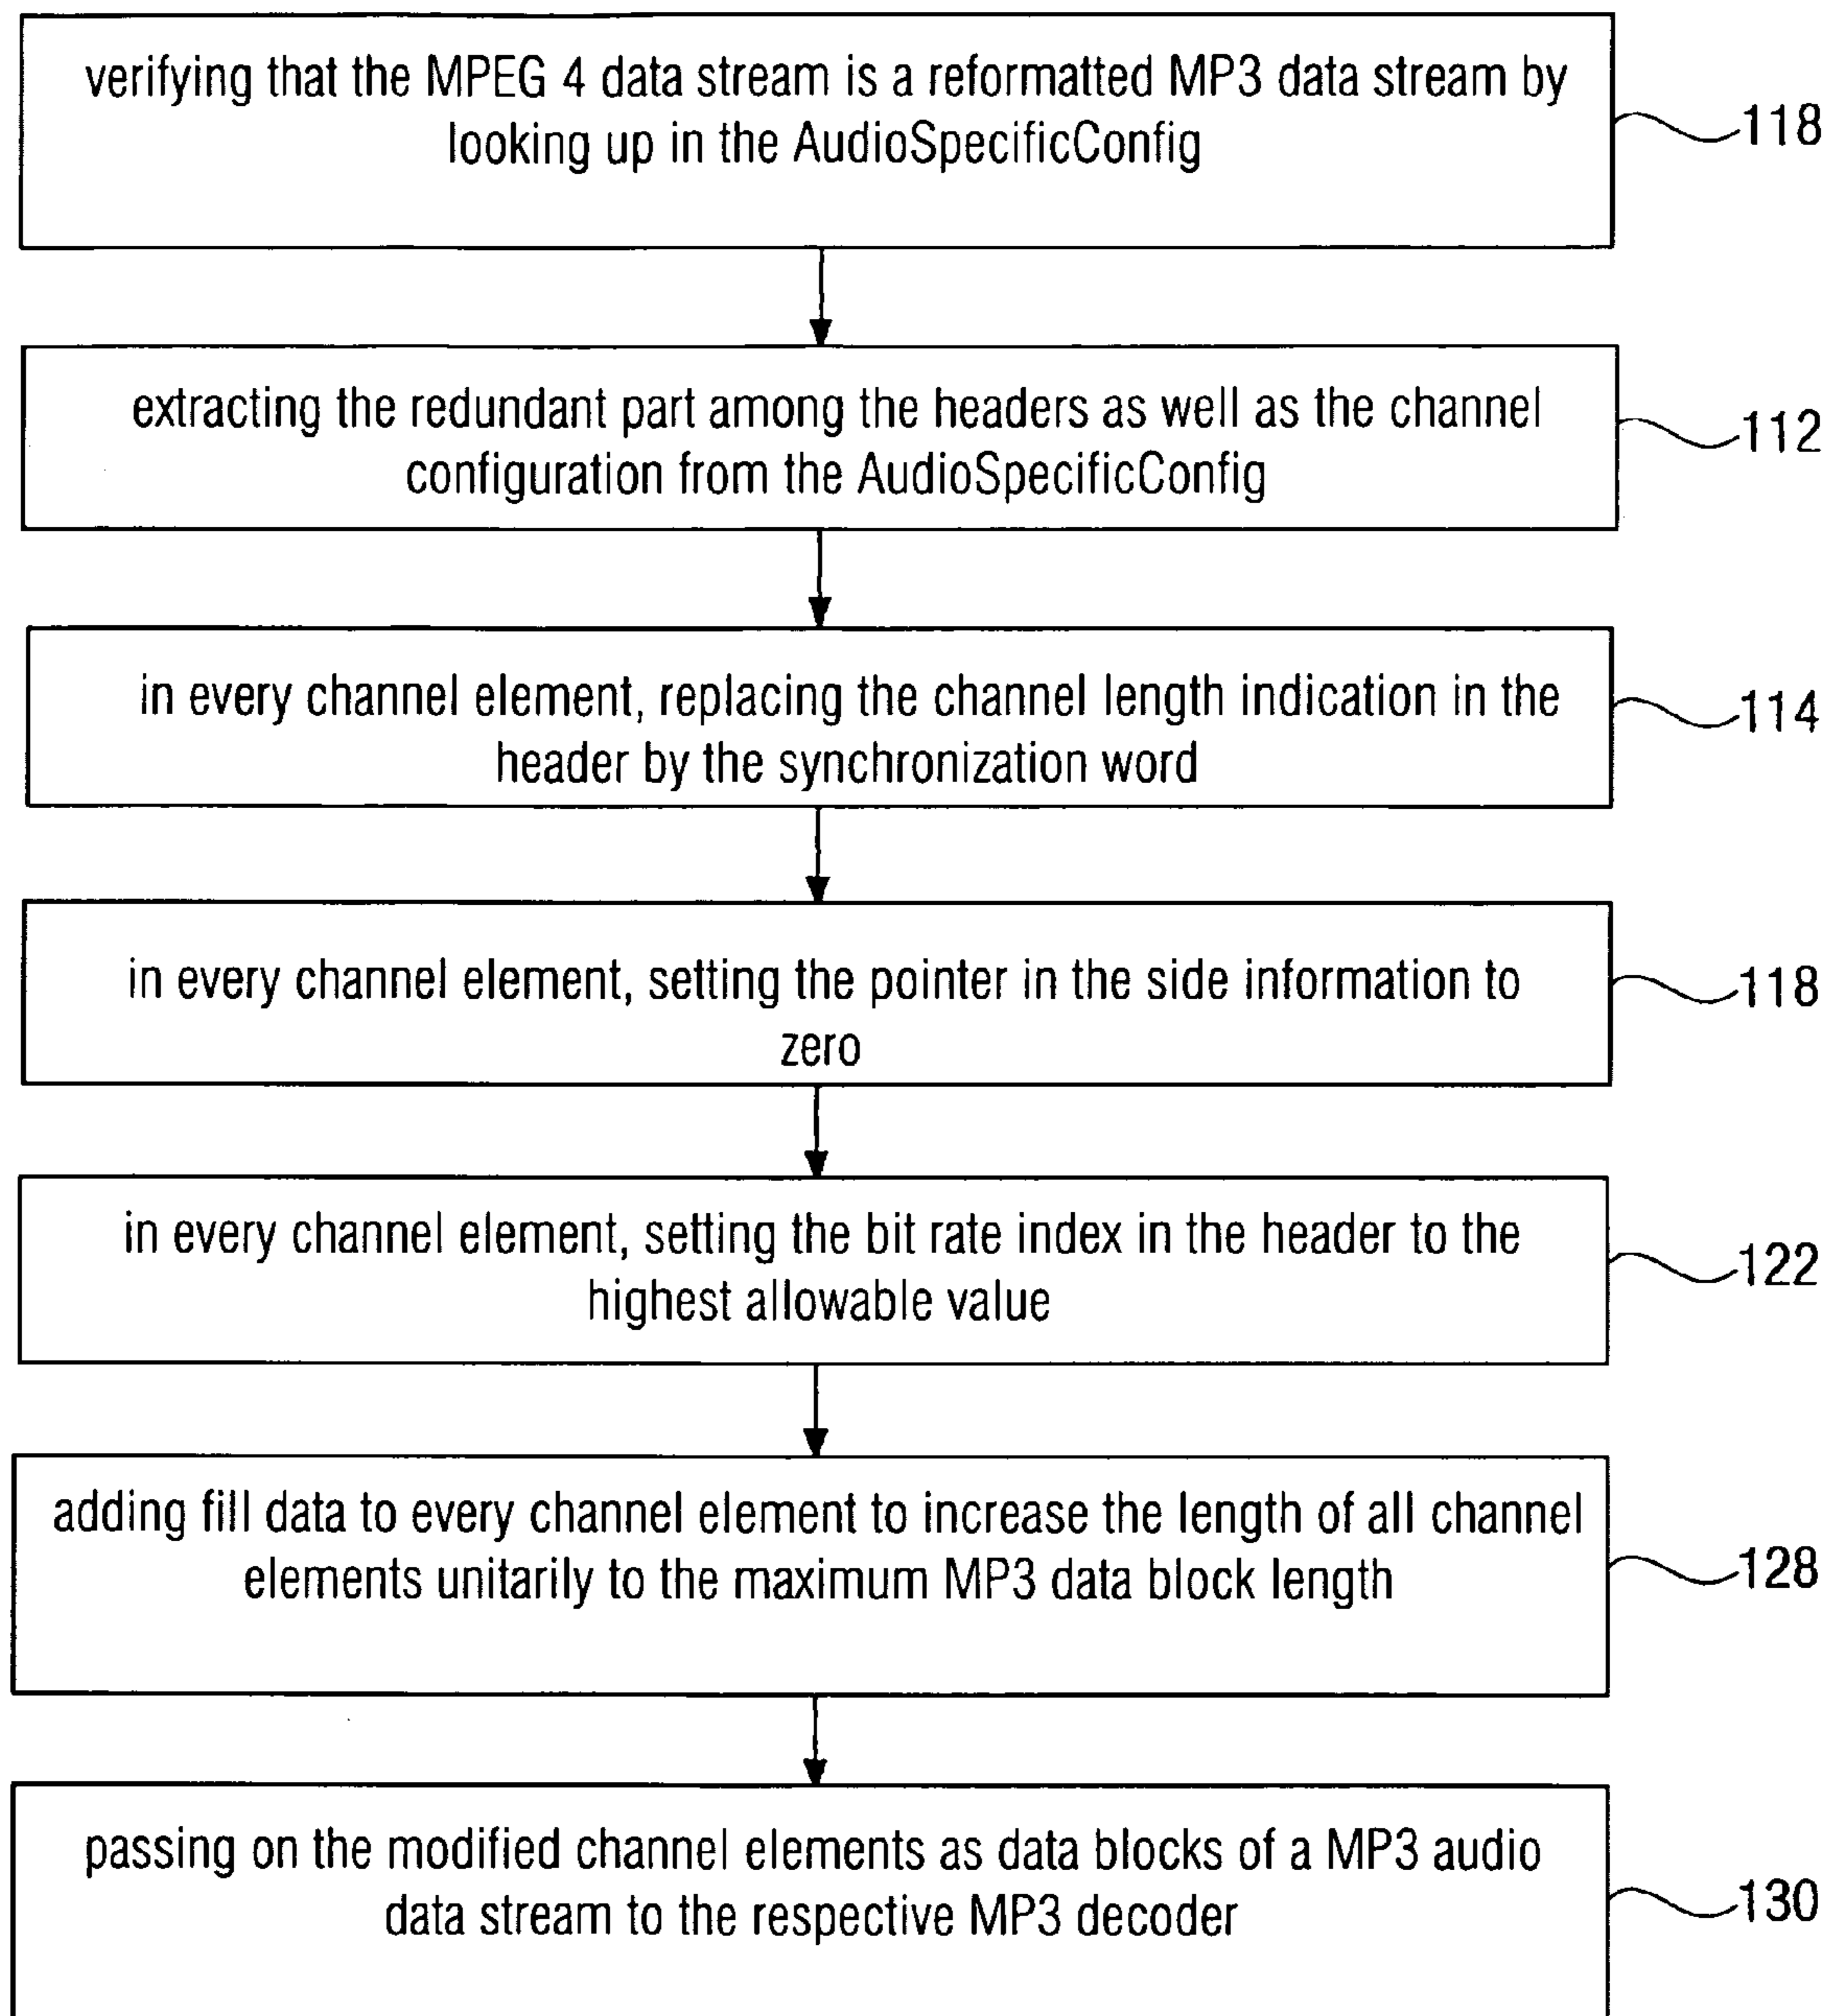 verifying that the MPEG 4 data stream is a reformatted MP3 data stream by
looking up in the AudioSpecificConfig
118
extracting the redundant part among the headers as well as the channel
configuration from the AudioSpecificConfig
112
in every channel element, replacing the channel length indication in the
header by the synchronization word
114
in every channel element, setting the pointer in the side information to
zero
118
in every channel element, setting the bit rate index in the header to the
highest allowable value
122
adding fill data to every channel element to increase the length of all channel
elements unitarily to the maximum MP3 data block length
128
passing on the modified channel elements as data blocks of a MP3 audio
data stream to the respective MP3 decoder
130